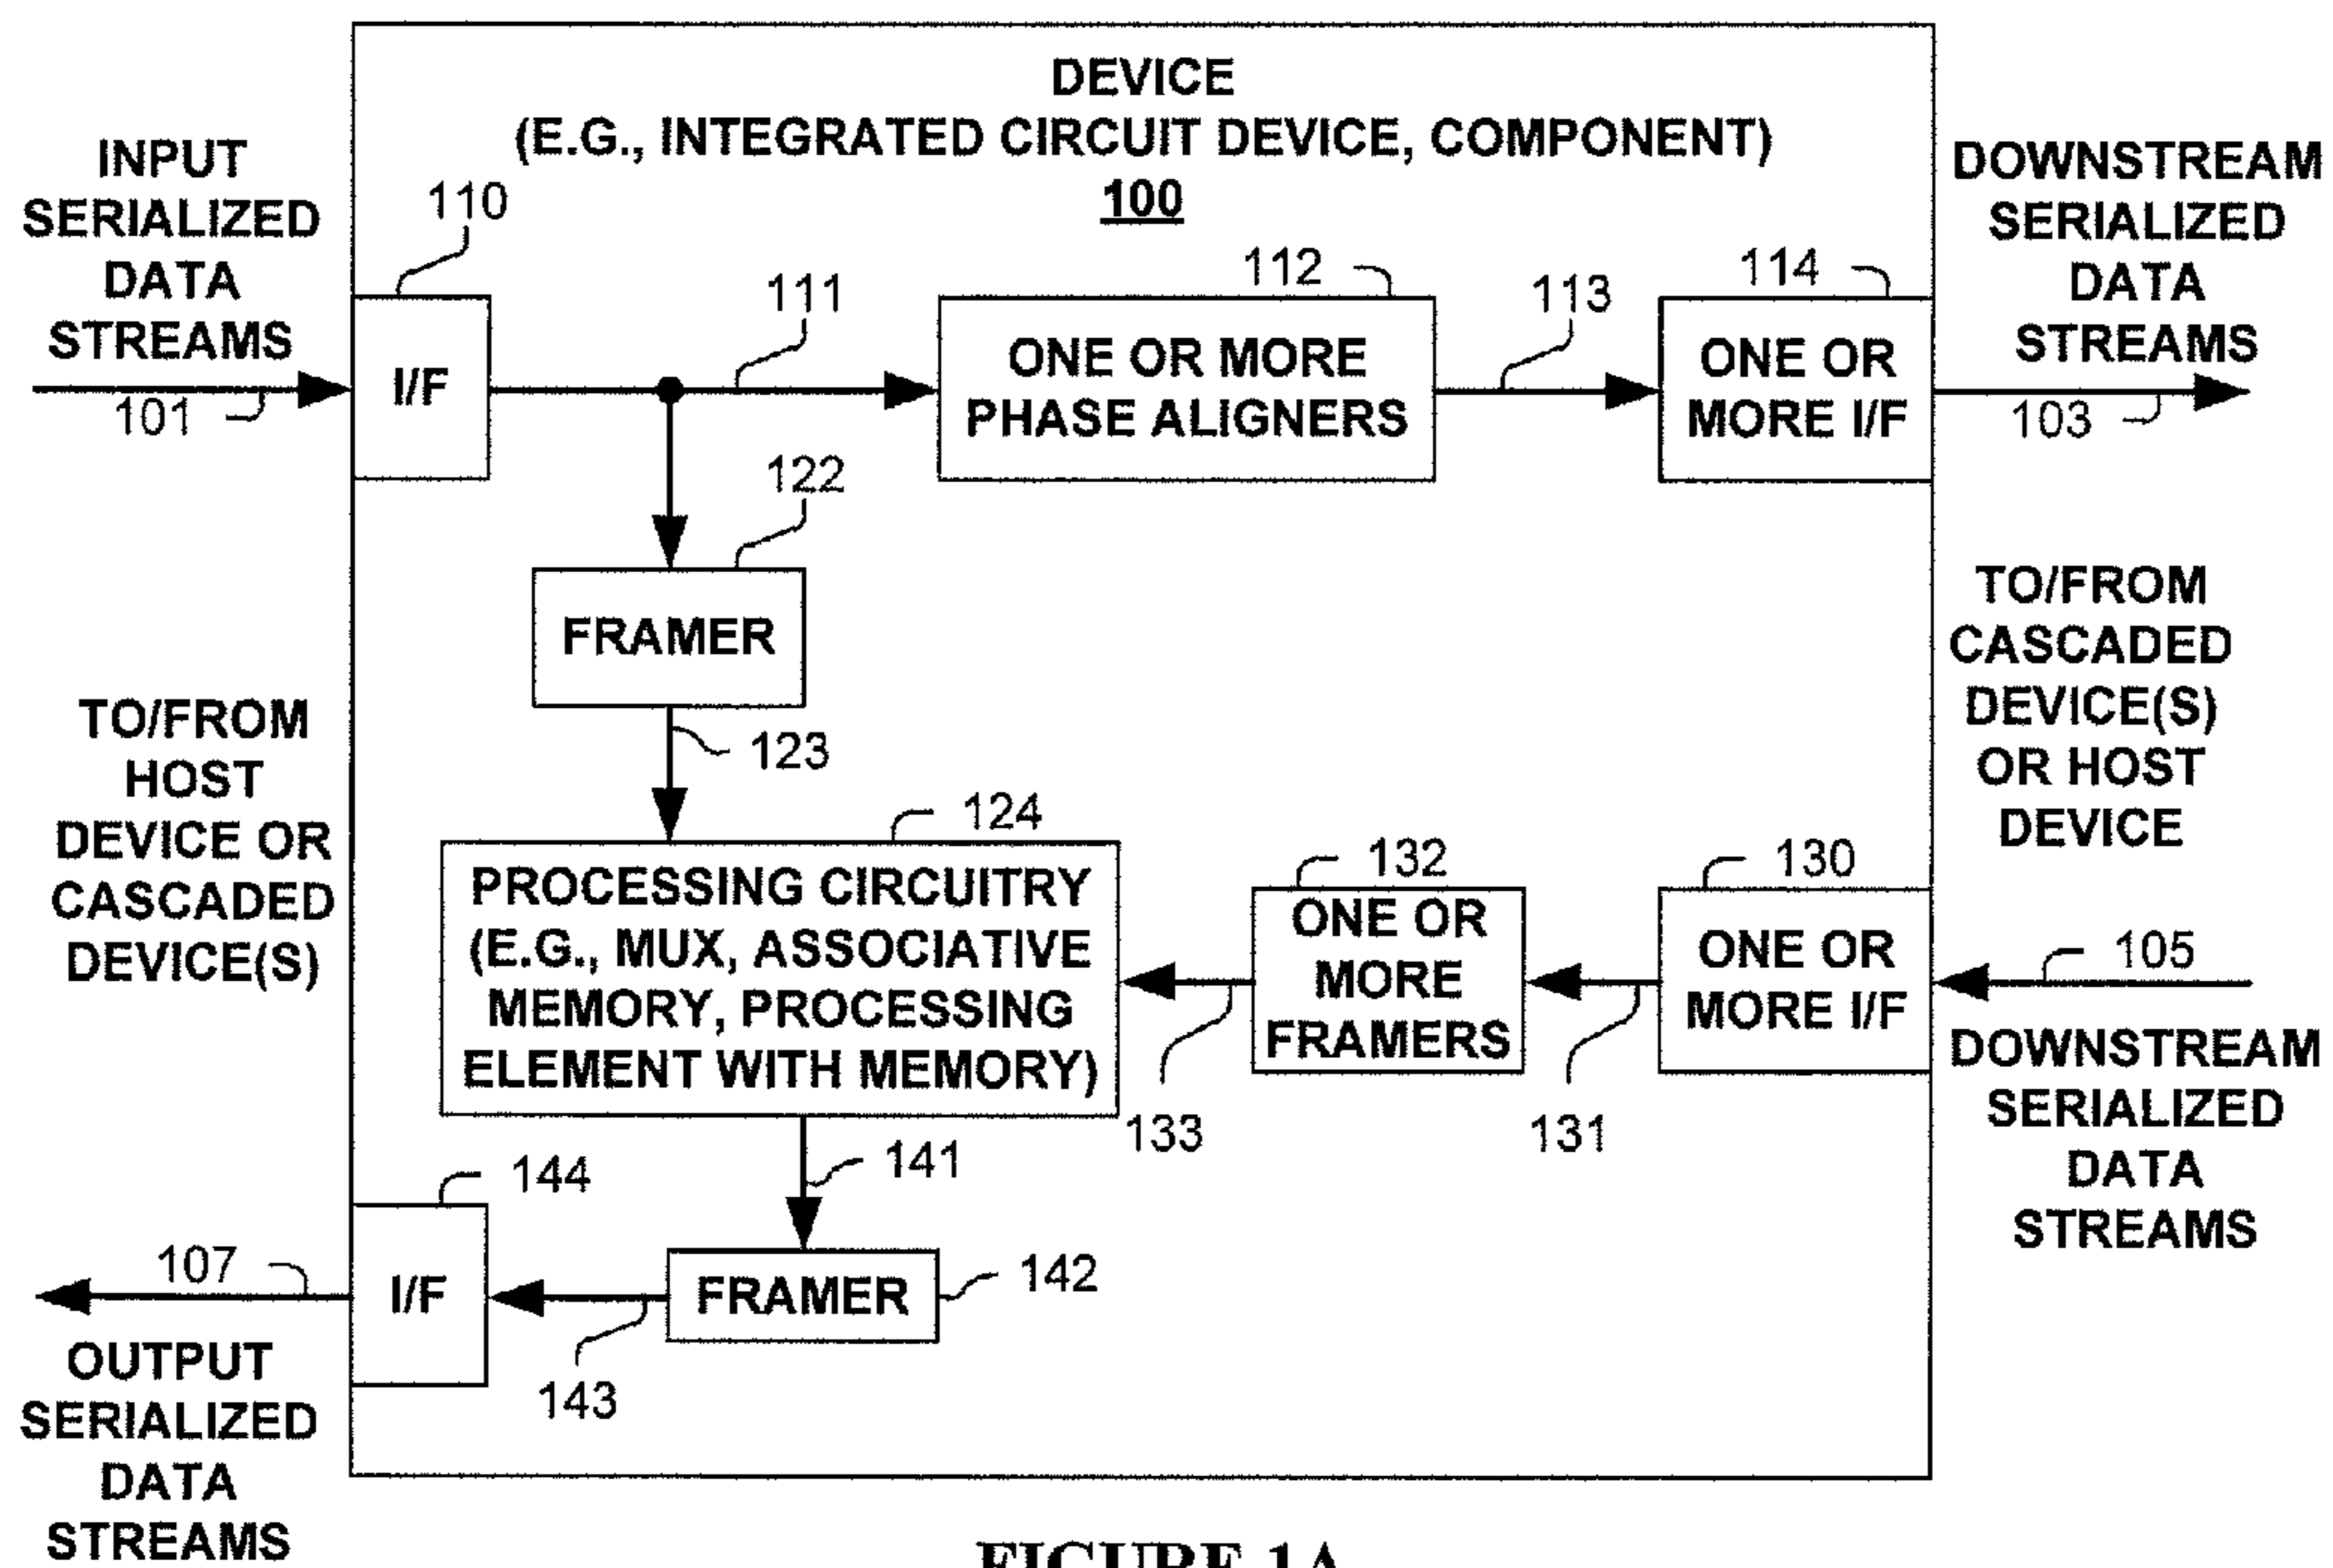 DEVICE
(E.G., INTEGRATED CIRCUIT DEVICE, COMPONENT)
100
INPUT
SERIALIZED
DATA
STREAMS
101
110
I/F
111
112
ONE OR MORE
PHASE ALIGNERS
113
114
ONE OR
MORE I/F
DOWNSTREAM
SERIALIZED
DATA
STREAMS
103
122
FRAMER
123
TO/FROM
HOST
DEVICE OR
CASCADED
DEVICE(S)
TO/FROM
CASCADED
DEVICE(S)
OR HOST
DEVICE
124
PROCESSING CIRCUITRY
(E.G., MUX, ASSOCIATIVE
MEMORY, PROCESSING
ELEMENT WITH MEMORY)
132
ONE OR
MORE
FRAMERS
133
130
ONE OR
MORE I/F
131
105
DOWNSTREAM
SERIALIZED
DATA
STREAMS
141
144
I/F
107
142
FRAMER
143
OUTPUT
SERIALIZED
DATA
STREAMS
FIGURE 1A